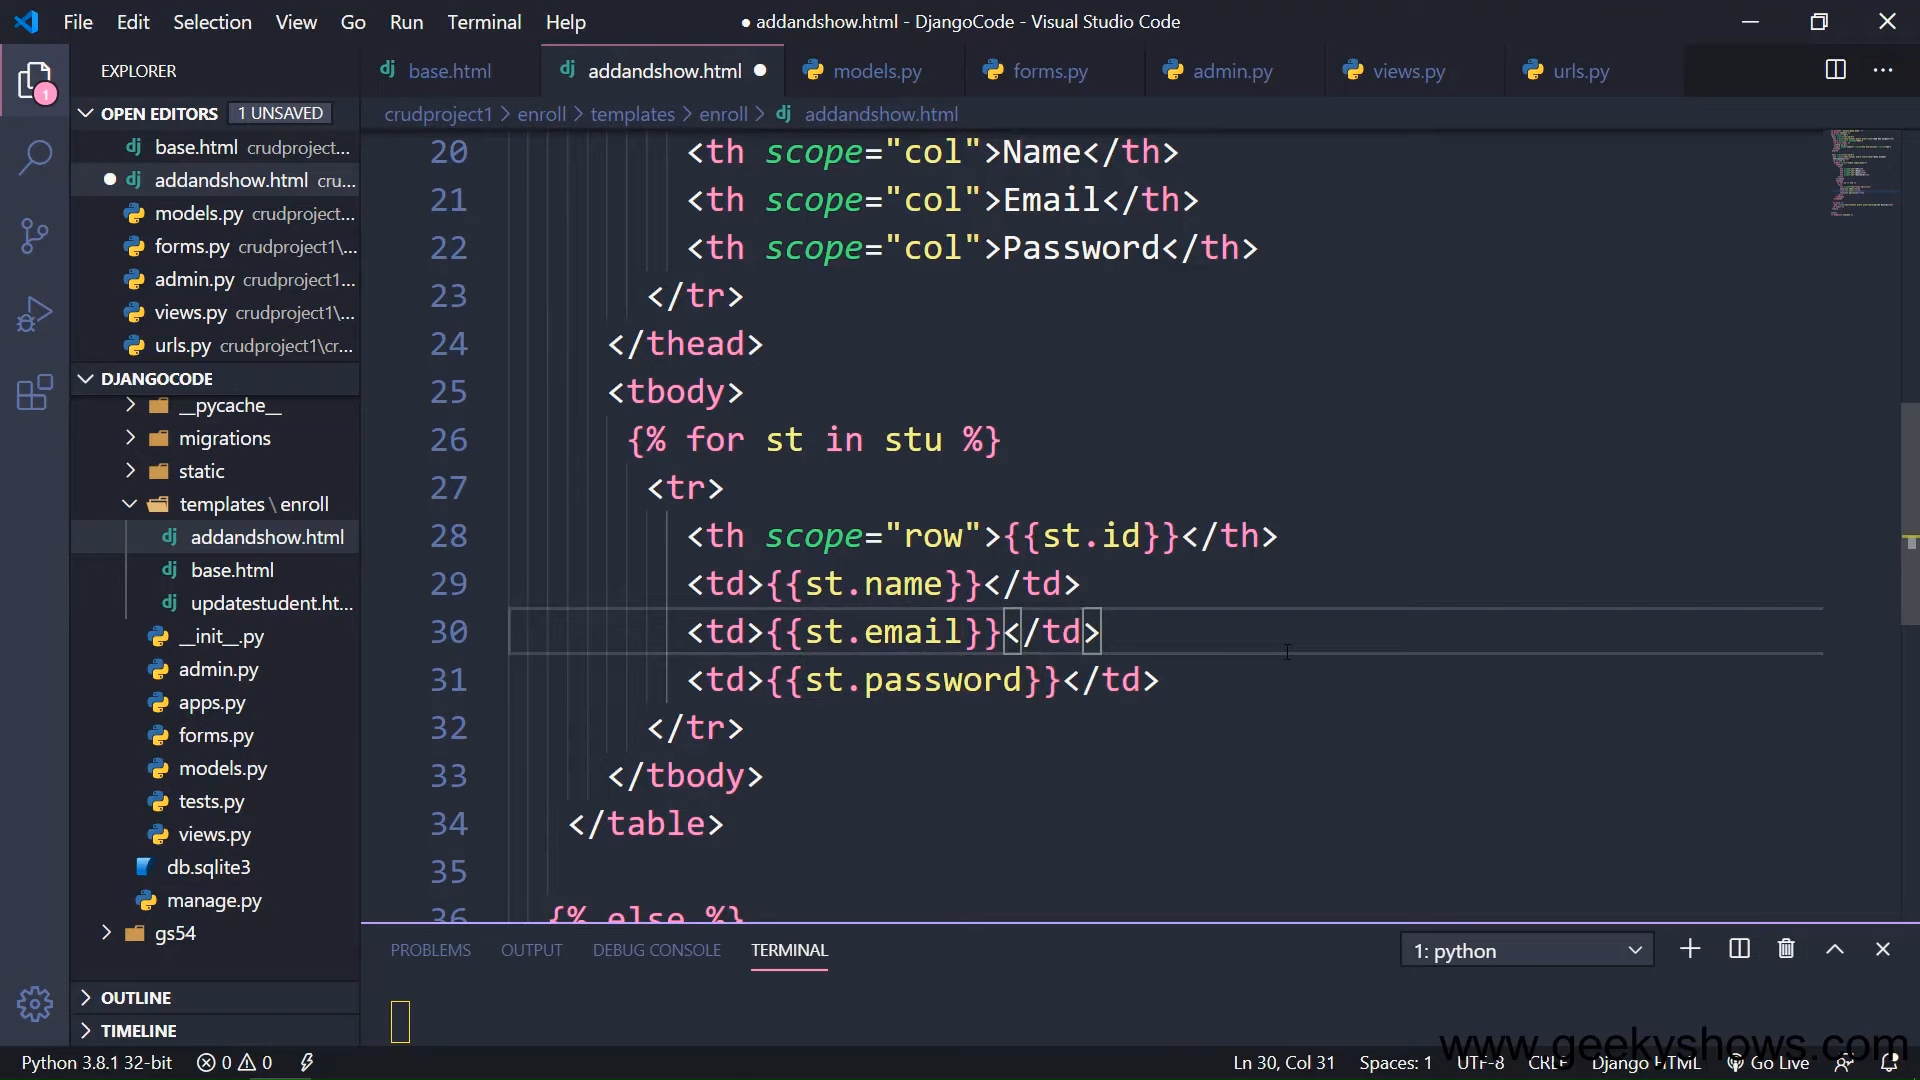 File Edit Selection View Go Run Terminal Help
● addandshow.html - DjangoCode - Visual Studio Code
EXPLORER
base.html addandshow.html models.py forms.py admin.py views.py urls.py
OPEN EDITORS 1 UNSAVED
crudproject1 > enroll > templates > enroll > addandshow.html
base.html crudproject...
addandshow.html cru...
models.py crudproject...
forms.py crudproject1\...
admin.py crudproject1...
views.py crudproject1\...
urls.py crudproject1\cr...
DJANGOCODE
__pycache__
migrations
static
templates \ enroll
addandshow.html
base.html
updatestudent.ht...
__init__.py
admin.py
apps.py
forms.py
models.py
tests.py
views.py
db.sqlite3
manage.py
gs54
OUTLINE
TIMELINE
20 <th scope="col">Name</th>
21 <th scope="col">Email</th>
22 <th scope="col">Password</th>
23 </tr>
24 </thead>
25 <tbody>
26 {% for st in stu %}
27 <tr>
28 <th scope="row">{{st.id}}</th>
29 <td>{{st.name}}</td>
30 <td>{{st.email}}</td>
31 <td>{{st.password}}</td>
32 </tr>
33 </tbody>
34 </table>
35
36 {% else %}
PROBLEMS OUTPUT DEBUG CONSOLE TERMINAL
1: python
www.geekyshows.com
Python 3.8.1 32-bit 0 0
Ln 30, Col 31 Spaces: 1 UTF-8 CRLF Django HTML Go Live
1